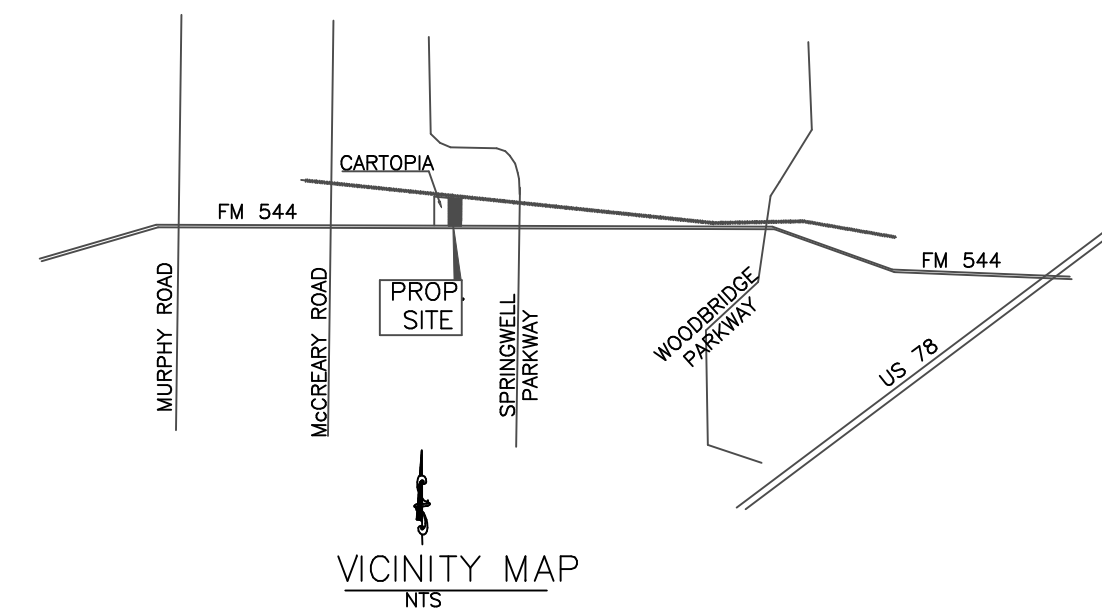 CARTOPIA
FM 544
FM 544
PROP.
SITE
MURPHY ROAD
McCREARY ROAD
SPRINGWELL
PARKWAY
WOODBRIDGE
PARKWAY
US 78
VICINITY MAP
NTS